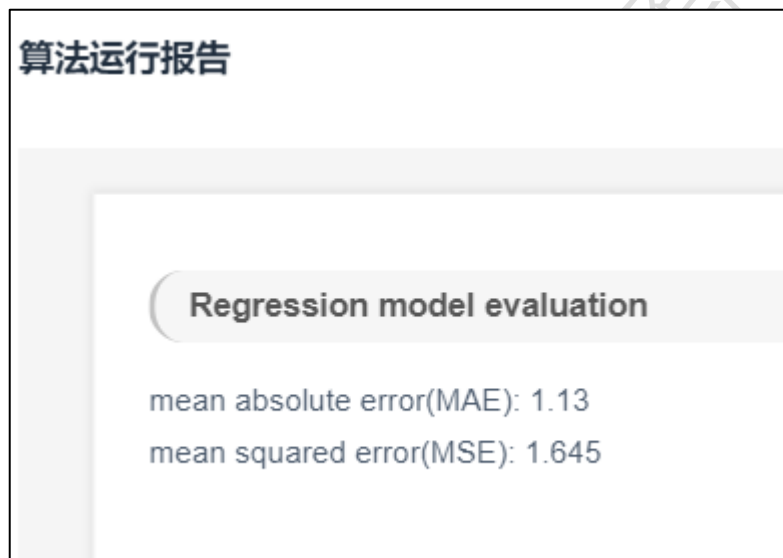 算法运行报告
Regression model evaluation
mean absolute error(MAE): 1.13
mean squared error(MSE): 1.645